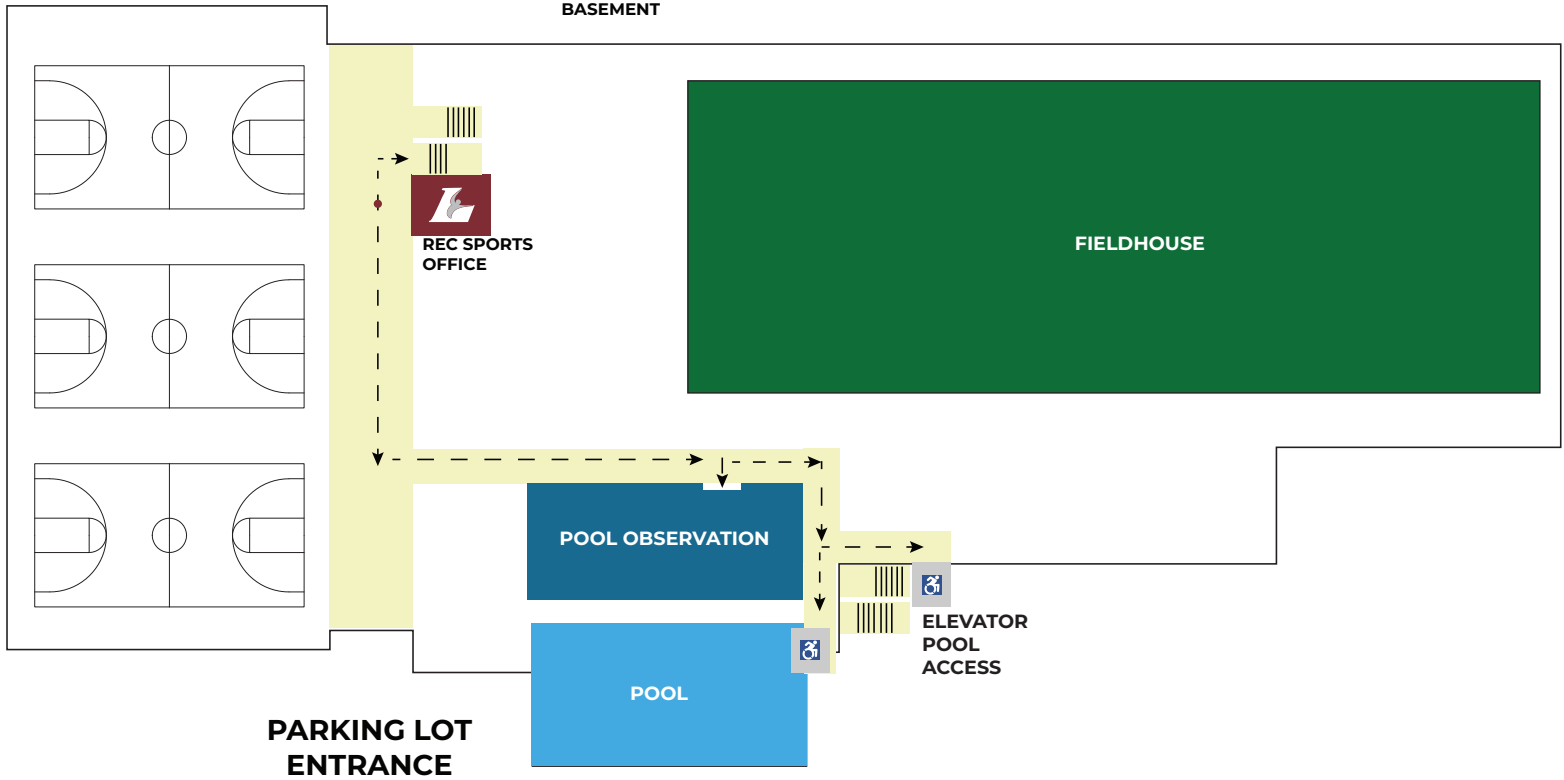 BASEMENT
L
REC SPORTS
OFFICE
FIELDHOUSE
POOL OBSERVATION
ELEVATOR
POOL
ACCESS
POOL
PARKING LOT
ENTRANCE